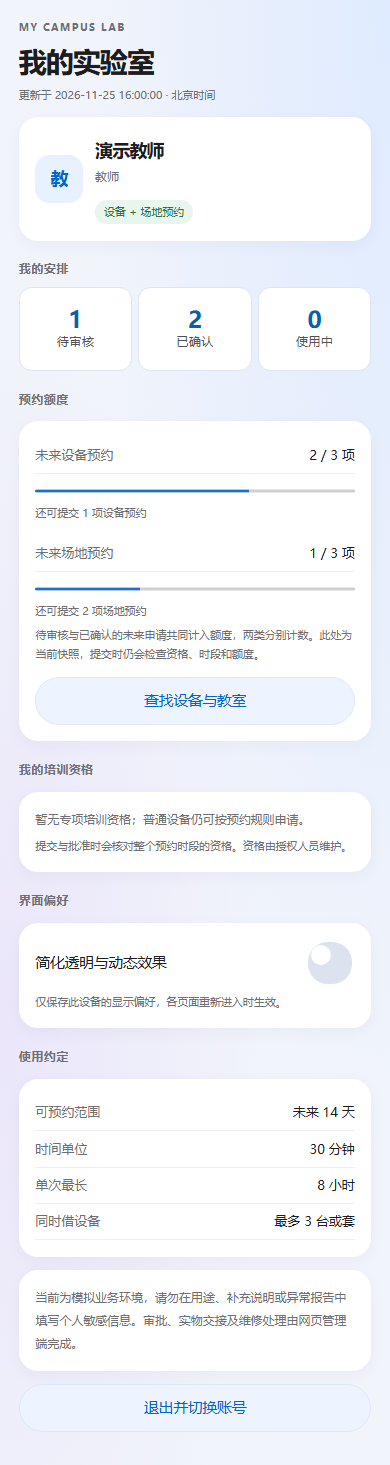 MY CAMPUS LAB
我的实验室
更新于 2026-11-25 16:00:00 · 北京时间
教
演示教师
教师
设备 + 场地预约
我的安排
1
待审核
2
已确认
0
使用中
预约额度
未来设备预约
2 / 3 项
还可提交 1 项设备预约
未来场地预约
1 / 3 项
还可提交 2 项场地预约
待审核与已确认的未来申请共同计入额度，两类分别计数。此处为
当前快照，提交时仍会检查资格、时段和额度。
查找设备与教室
我的培训资格
暂无专项培训资格；普通设备仍可按预约规则申请。
提交与批准时会核对整个预约时段的资格。资格由授权人员维护。
界面偏好
简化透明与动态效果
仅保存此设备的显示偏好，各页面重新进入时生效。
使用约定
可预约范围
未来 14 天
时间单位
30 分钟
单次最长
8 小时
同时借设备
最多 3 台或套
当前为模拟业务环境，请勿在用途、补充说明或异常报告中
填写个人敏感信息。审批、实物交接及维修处理由网页管理
端完成。
退出并切换账号